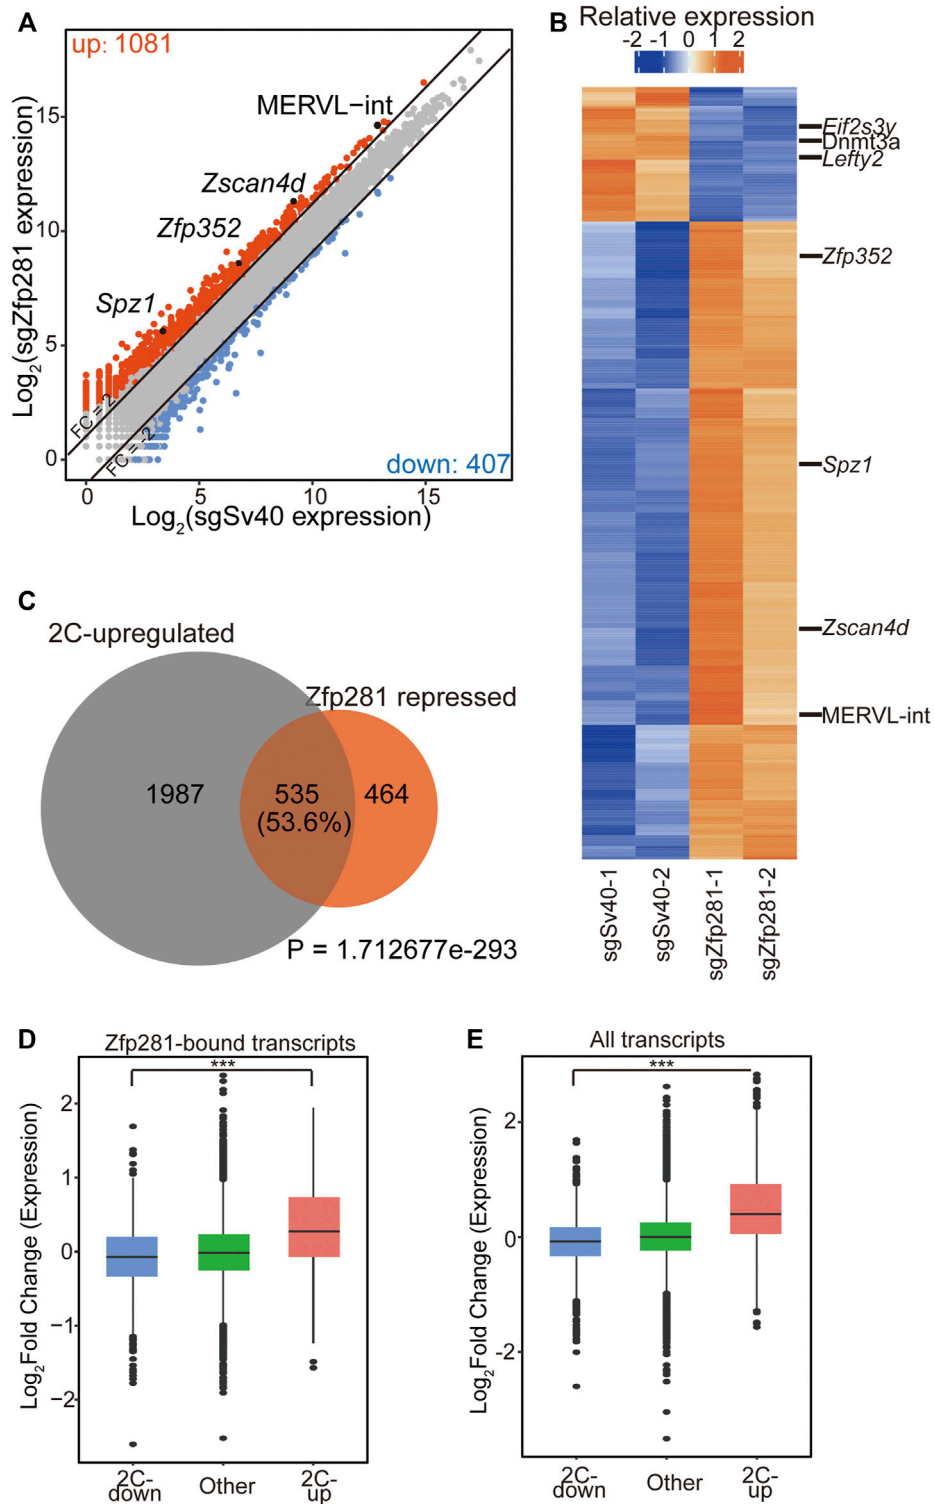 A
up: 1081
MERVL-int
Zscan4d
Zfp352
Spz1
FC = 2
FC = -2
down: 407
Log2(sgZfp281 expression)
15
10
5
0
0 5 10 15
Log2(sgSv40 expression)
B
Relative expression
-2 -1 0 1 2
Eif2s3y
Dnmt3a
Lefty2
Zfp352
Spz1
Zscan4d
MERVL-int
sgSv40-1
sgSv40-2
sgZfp281-1
sgZfp281-2
C
2C-upregulated
Zfp281 repressed
1987
535
(53.6%)
464
P = 1.712677e-293
D
Zfp281-bound transcripts
***
Log2Fold Change (Expression)
2
1
0
−1
−2
2C-
down
Other
2C-
up
E
All transcripts
***
Log2Fold Change (Expression)
2
0
-2
2C-
down
Other
2C-
up